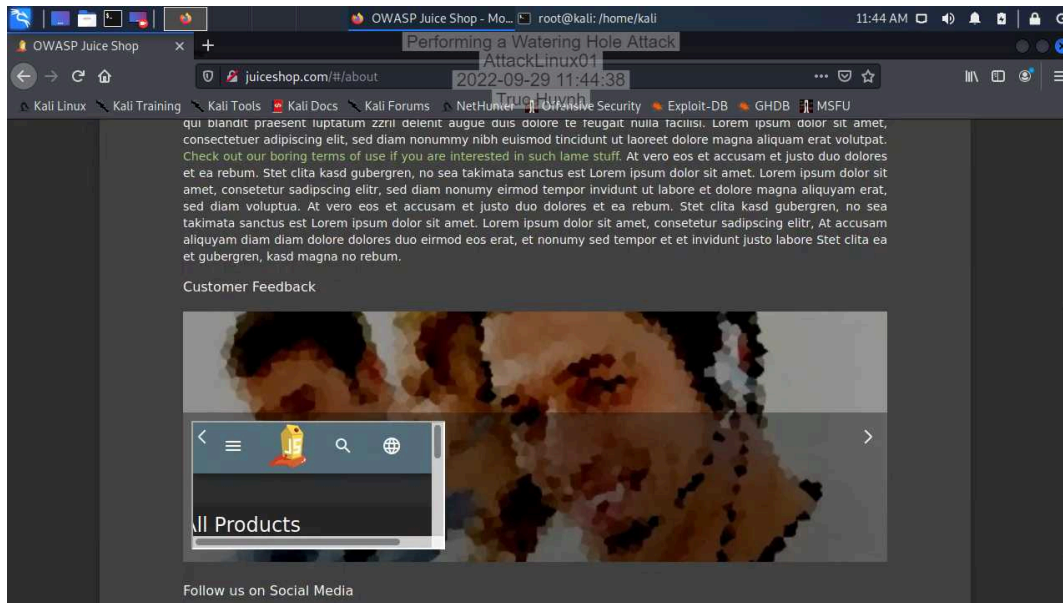 OWASP Juice Shop - Mo... root@kali: /home/kali 11:44 AM
OWASP Juice Shop
Performing a Watering Hole Attack
AttackLinux01
2022-09-29 11:44:38
Truc Huynh
juiceshop.com/#/about
Kali Linux Kali Training Kali Tools Kali Docs Kali Forums NetHunter Offensive Security Exploit-DB GHDB MSFU
qui blandit praesent luptatum zzril delenit augue duis dolore te feugait nulla facilisi. Lorem ipsum dolor sit amet,
consectetuer adipiscing elit, sed diam nonummy nibh euismod tincidunt ut laoreet dolore magna aliquam erat volutpat.
Check out our boring terms of use if you are interested in such lame stuff. At vero eos et accusam et justo duo dolores
et ea rebum. Stet clita kasd gubergren, no sea takimata sanctus est Lorem ipsum dolor sit amet. Lorem ipsum dolor sit
amet, consetetur sadipscing elitr, sed diam nonumy eirmod tempor invidunt ut labore et dolore magna aliquyam erat,
sed diam voluptua. At vero eos et accusam et justo duo dolores et ea rebum. Stet clita kasd gubergren, no sea
takimata sanctus est Lorem ipsum dolor sit amet. Lorem ipsum dolor sit amet, consetetur sadipscing elitr, At accusam
aliquyam diam diam dolore dolores duo eirmod eos erat, et nonumy sed tempor et et invidunt justo labore Stet clita ea
et gubergren, kasd magna no rebum.
Customer Feedback
JS
All Products
Follow us on Social Media